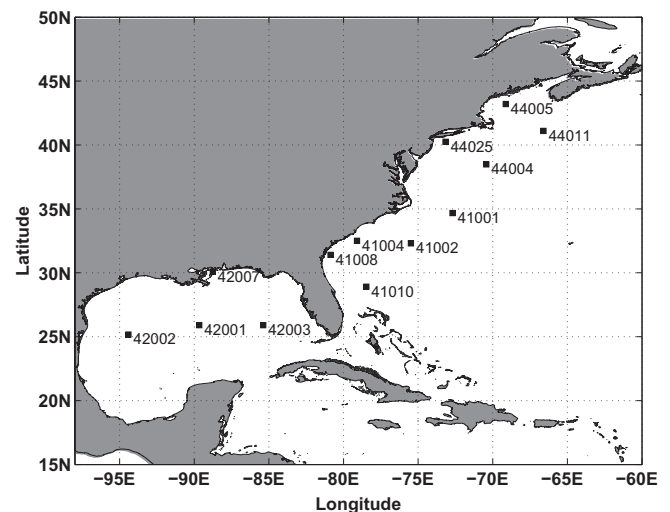 50N
45N
44005
44011
40N
44025
44004
Latitude
35N
41001
41004
41002
41008
30N
42007
41010
42001
42003
42002
25N
20N
15N
−95E
−90E
−85E
−80E
−75E
−70E
−65E
−60E
Longitude